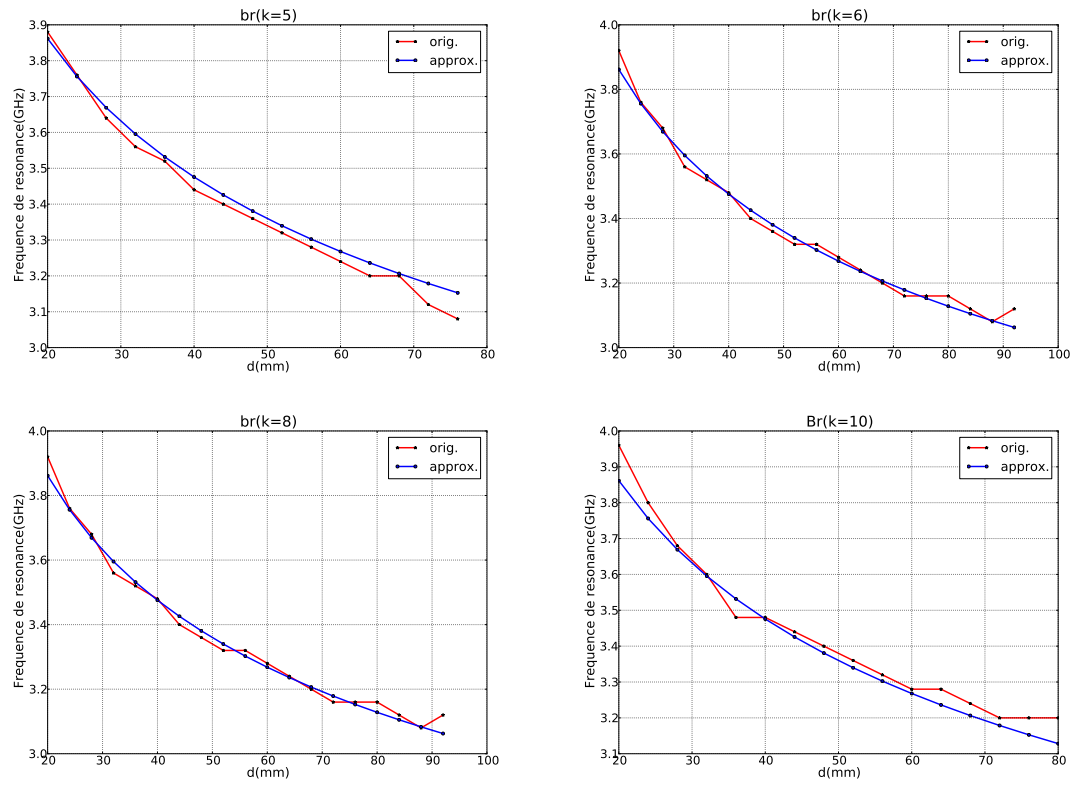 br(k=5)
orig.
approx.
Frequence de resonance(GHz)
3.9
3.8
3.7
3.6
3.5
3.4
3.3
3.2
3.1
3.0
20 30 40 50 60 70 80
d(mm)
br(k=6)
orig.
approx.
Frequence de resonance(GHz)
4.0
3.8
3.6
3.4
3.2
3.0
20 30 40 50 60 70 80 90 100
d(mm)
br(k=8)
orig.
approx.
Frequence de resonance(GHz)
4.0
3.8
3.6
3.4
3.2
3.0
20 30 40 50 60 70 80 90 100
d(mm)
Br(k=10)
orig.
approx.
Frequence de resonance(GHz)
4.0
3.9
3.8
3.7
3.6
3.5
3.4
3.3
3.2
3.1
20 30 40 50 60 70 80
d(mm)